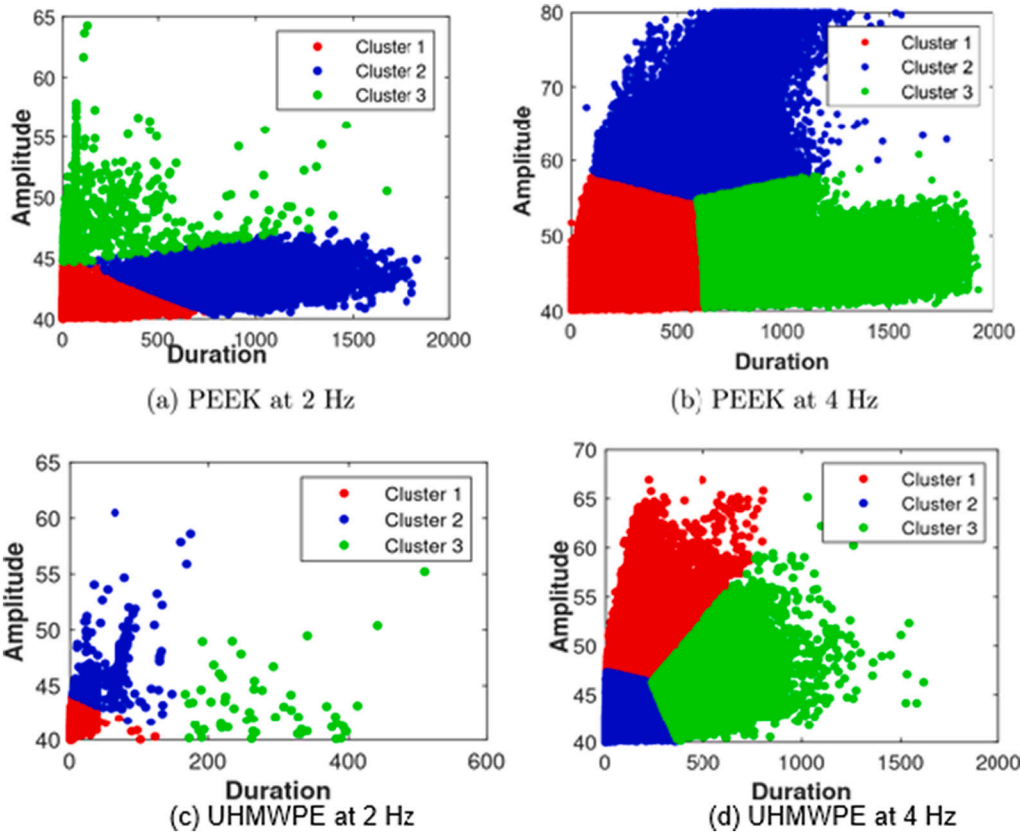 65
60
55
50
45
40
Amplitude
Cluster 1
Cluster 2
Cluster 3
0 500 1000 1500 2000
Duration
(a) PEEK at 2 Hz
80
70
60
50
40
Amplitude
Cluster 1
Cluster 2
Cluster 3
0 500 1000 1500 2000
Duration
(b) PEEK at 4 Hz
65
60
55
50
45
40
Amplitude
Cluster 1
Cluster 2
Cluster 3
0 200 400 600
Duration
(c) UHMWPE at 2 Hz
70
65
60
55
50
45
40
Amplitude
Cluster 1
Cluster 2
Cluster 3
0 500 1000 1500 2000
Duration
(d) UHMWPE at 4 Hz